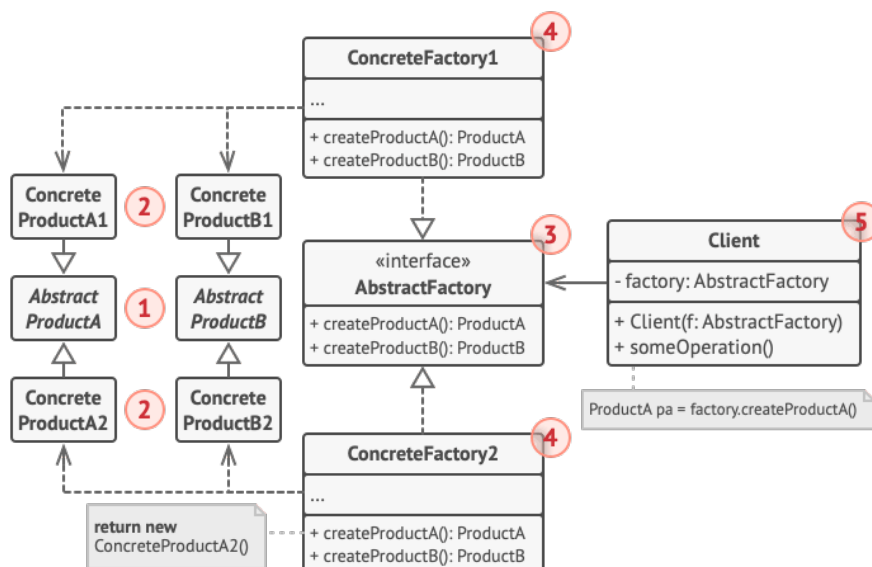 4
ConcreteFactory1
...
+ createProductA(): ProductA
+ createProductB(): ProductB
Concrete
ProductA1
2
Concrete
ProductB1
Abstract
ProductA
1
Abstract
ProductB
Concrete
ProductA2
2
Concrete
ProductB2
3
«interface»
AbstractFactory
+ createProductA(): ProductA
+ createProductB(): ProductB
5
Client
- factory: AbstractFactory
+ Client(f: AbstractFactory)
+ someOperation()
ProductA pa = factory.createProductA()
4
ConcreteFactory2
...
+ createProductA(): ProductA
+ createProductB(): ProductB
return new
ConcreteProductA2()